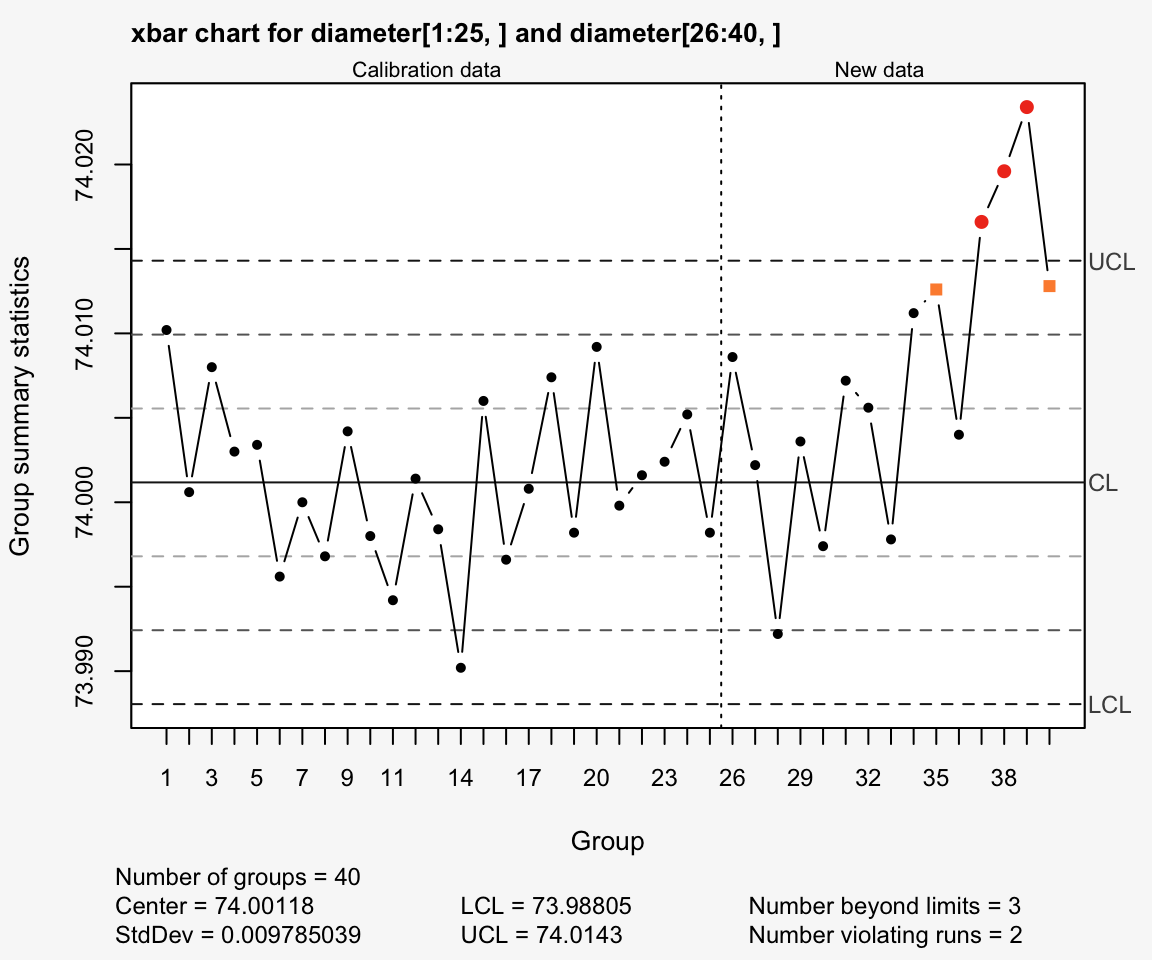 xbar chart for diameter[1:25, ] and diameter[26:40, ]
Calibration data New data
Group summary statistics
74.020
74.010
74.000
73.990
UCL
CL
LCL
1 3 5 7 9 11 14 17 20 23 26 29 32 35 38
Group
Number of groups = 40
Center = 74.00118 LCL = 73.98805 Number beyond limits = 3
StdDev = 0.009785039 UCL = 74.0143 Number violating runs = 2